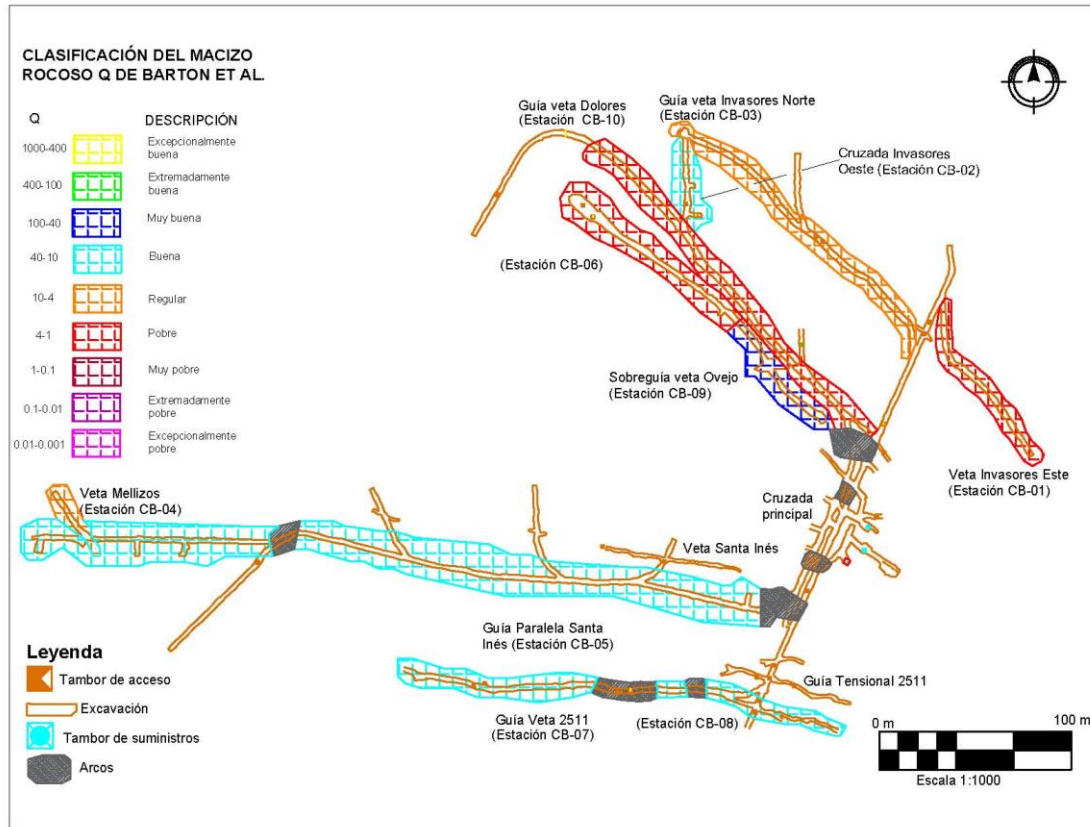 CLASIFICACIÓN DEL MACIZO
ROCOSO Q DE BARTON ET AL.
Q
DESCRIPCIÓN
1000-400
Excepcionalmente
buena
400-100
Extremadamente
buena
100-40
Muy buena
40-10
Buena
10-4
Regular
4-1
Pobre
1-0.1
Muy pobre
0.1-0.01
Extremadamente
pobre
0.01-0.001
Excepcionalmente
pobre
Guía veta Dolores
(Estación CB-10)
Guía veta Invasores Norte
(Estación CB-03)
Cruzada Invasores
Oeste (Estación CB-02)
(Estación CB-06)
Sobreguía veta Ovejo
(Estación CB-09)
Veta Invasores Este
(Estación CB-01)
Cruzada
principal
Veta Mellizos
(Estación CB-04)
Veta Santa Inés
Guía Paralela Santa
Inés (Estación CB-05)
Guía Tensional 2511
Guía Veta 2511
(Estación CB-07)
(Estación CB-08)
Leyenda
Tambor de acceso
Excavación
Tambor de suministros
Arcos
0 m
100 m
Escala 1:1000